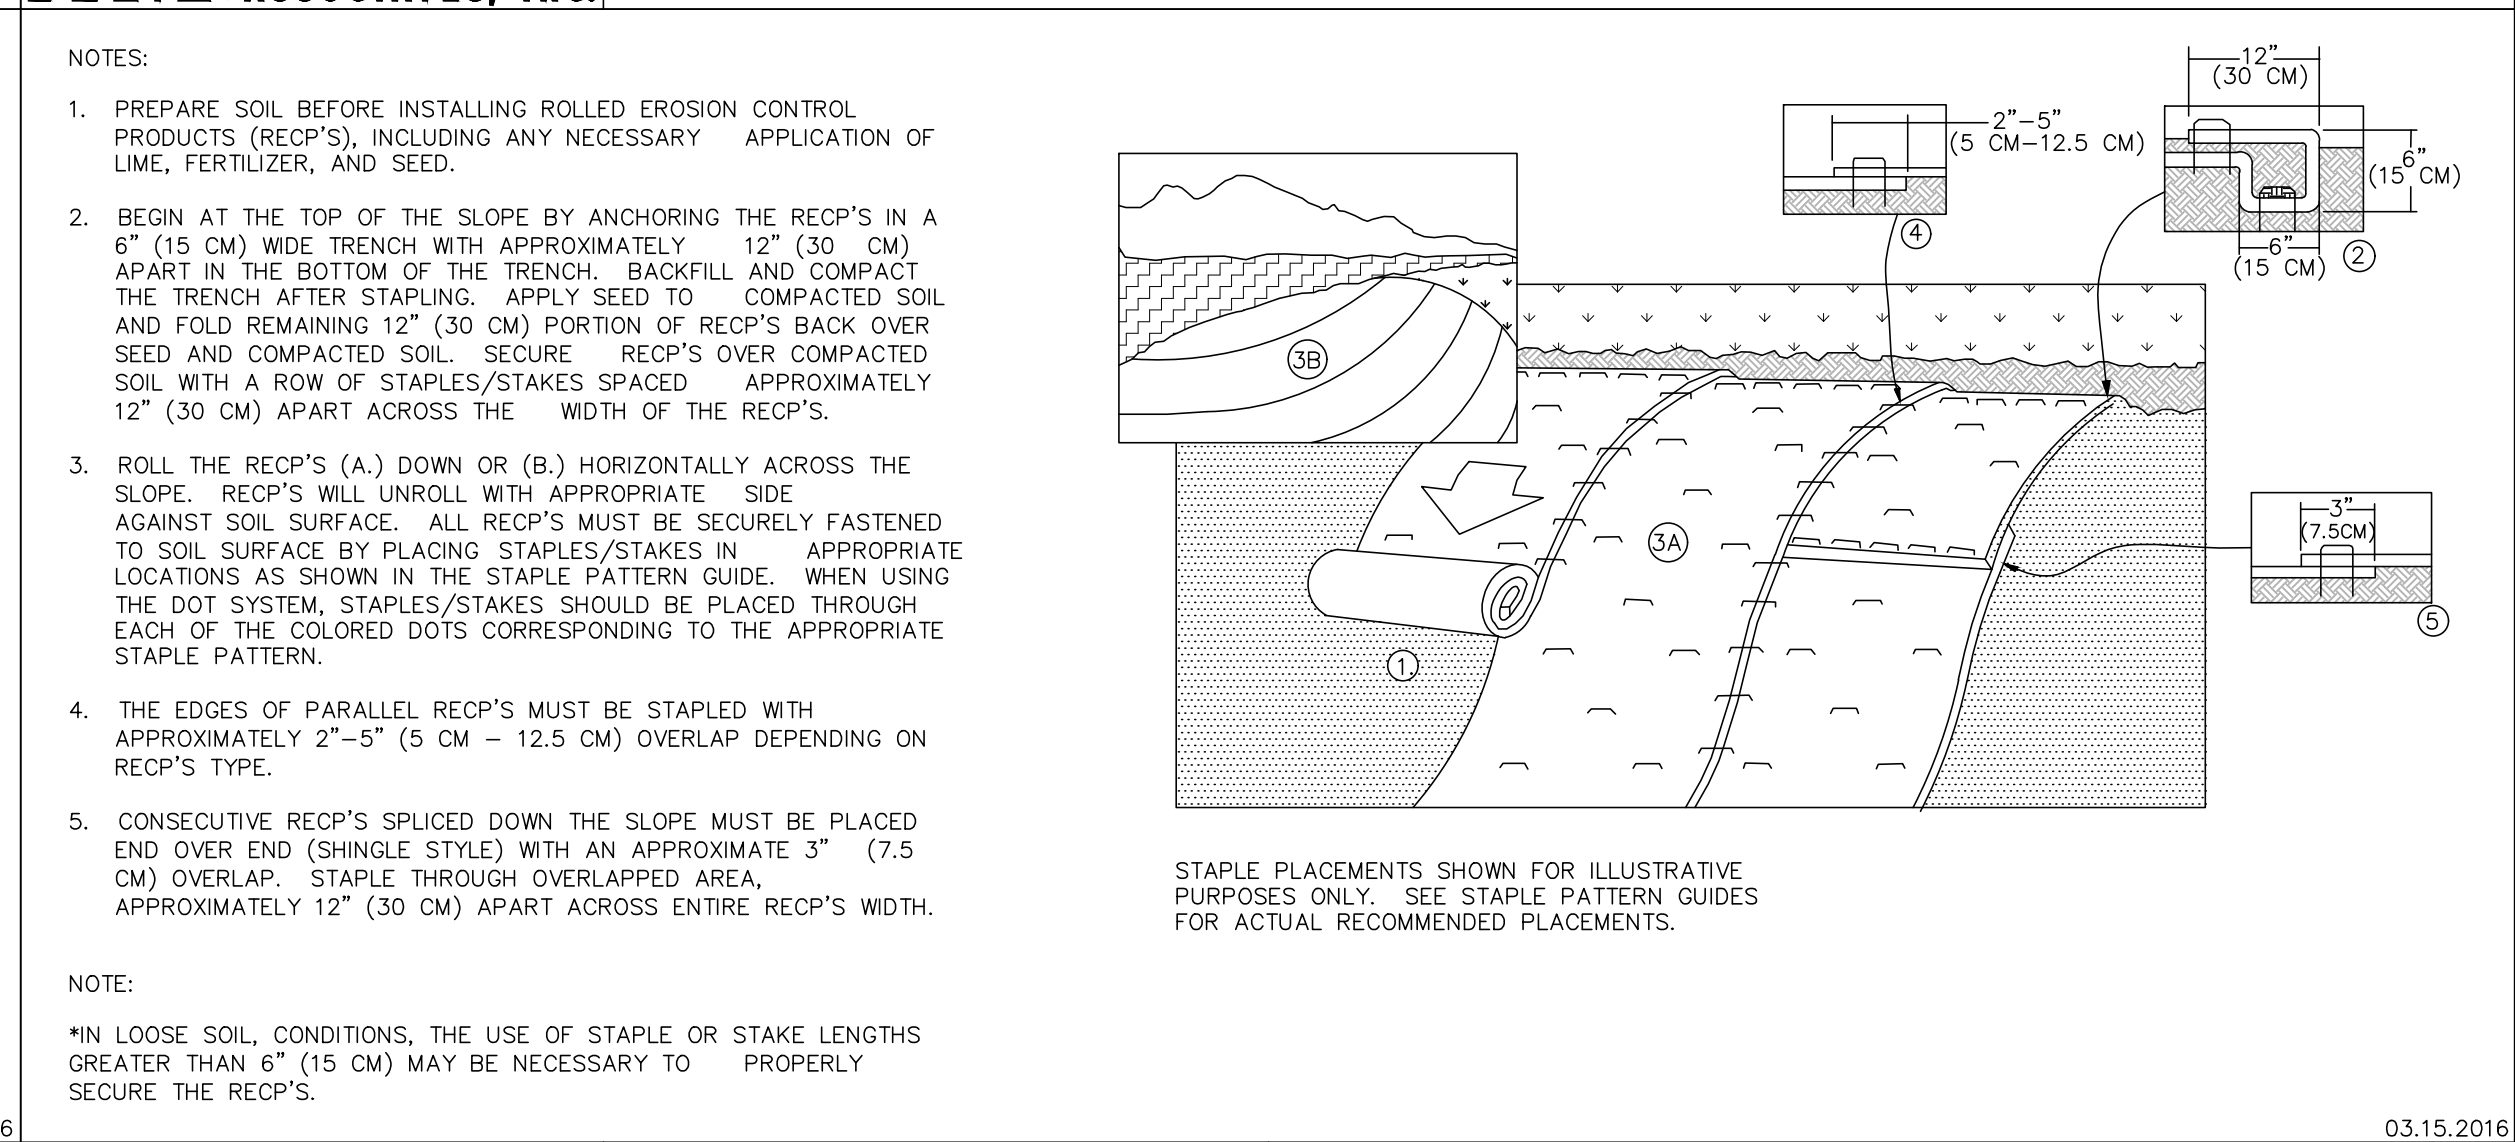 NOTES:
1. PREPARE SOIL BEFORE INSTALLING ROLLED EROSION CONTROL
PRODUCTS (RECP'S), INCLUDING ANY NECESSARY APPLICATION OF
LIME, FERTILIZER, AND SEED.
2. BEGIN AT THE TOP OF THE SLOPE BY ANCHORING THE RECP'S IN A
6" (15 CM) WIDE TRENCH WITH APPROXIMATELY 12" (30 CM)
APART IN THE BOTTOM OF THE TRENCH. BACKFILL AND COMPACT
THE TRENCH AFTER STAPLING. APPLY SEED TO COMPACTED SOIL
AND FOLD REMAINING 12" (30 CM) PORTION OF RECP'S BACK OVER
SEED AND COMPACTED SOIL. SECURE RECP'S OVER COMPACTED
SOIL WITH A ROW OF STAPLES/STAKES SPACED APPROXIMATELY
12" (30 CM) APART ACROSS THE WIDTH OF THE RECP'S.
3. ROLL THE RECP'S (A.) DOWN OR (B.) HORIZONTALLY ACROSS THE
SLOPE. RECP'S WILL UNROLL WITH APPROPRIATE SIDE
AGAINST SOIL SURFACE. ALL RECP'S MUST BE SECURELY FASTENED
TO SOIL SURFACE BY PLACING STAPLES/STAKES IN APPROPRIATE
LOCATIONS AS SHOWN IN THE STAPLE PATTERN GUIDE. WHEN USING
THE DOT SYSTEM, STAPLES/STAKES SHOULD BE PLACED THROUGH
EACH OF THE COLORED DOTS CORRESPONDING TO THE APPROPRIATE
STAPLE PATTERN.
4. THE EDGES OF PARALLEL RECP'S MUST BE STAPLED WITH
APPROXIMATELY 2"-5" (5 CM - 12.5 CM) OVERLAP DEPENDING ON
RECP'S TYPE.
5. CONSECUTIVE RECP'S SPLICED DOWN THE SLOPE MUST BE PLACED
END OVER END (SHINGLE STYLE) WITH AN APPROXIMATE 3" (7.5
CM) OVERLAP. STAPLE THROUGH OVERLAPPED AREA,
APPROXIMATELY 12" (30 CM) APART ACROSS ENTIRE RECP'S WIDTH.
NOTE:
*IN LOOSE SOIL, CONDITIONS, THE USE OF STAPLE OR STAKE LENGTHS
GREATER THAN 6" (15 CM) MAY BE NECESSARY TO PROPERLY
SECURE THE RECP'S.
6
12"
(30 CM)
2"-5"
(5 CM-12.5 CM)
6"
(15 CM)
4
6"
(15 CM)
2
3B
3"
(7.5CM)
3A
5
1.
STAPLE PLACEMENTS SHOWN FOR ILLUSTRATIVE
PURPOSES ONLY. SEE STAPLE PATTERN GUIDES
FOR ACTUAL RECOMMENDED PLACEMENTS.
03.15.2016